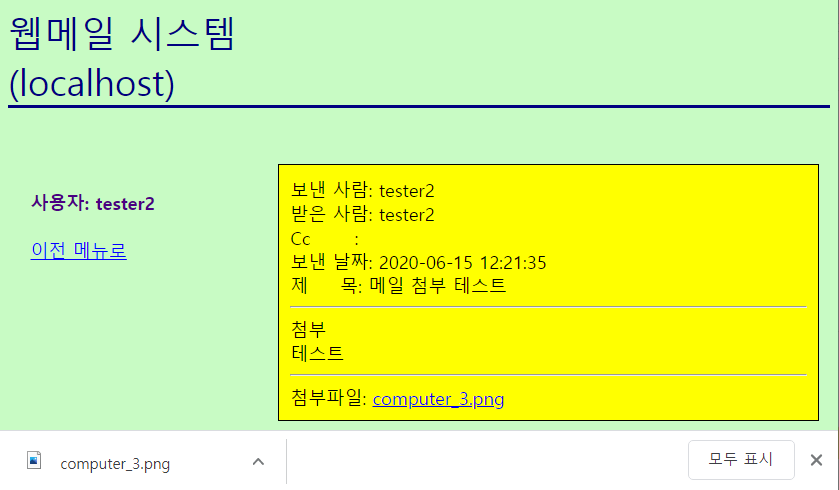 웹메일 시스템
(localhost)
사용자: tester2
이전 메뉴로
보낸 사람: tester2
받은 사람: tester2
Cc :
보낸 날짜: 2020-06-15 12:21:35
제 목: 메일 첨부 테스트
첨부
테스트
첨부파일: computer_3.png
computer_3.png
모두 표시